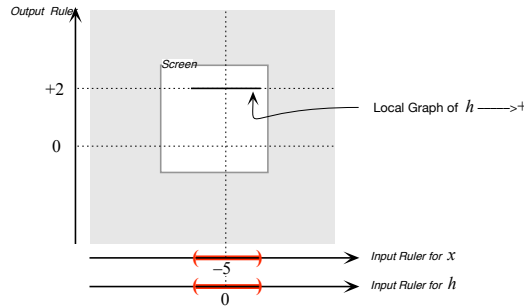 Output Ruler
Screen
+2
Local Graph of h ——>+
0
Input Ruler for x
−5
Input Ruler for h
0